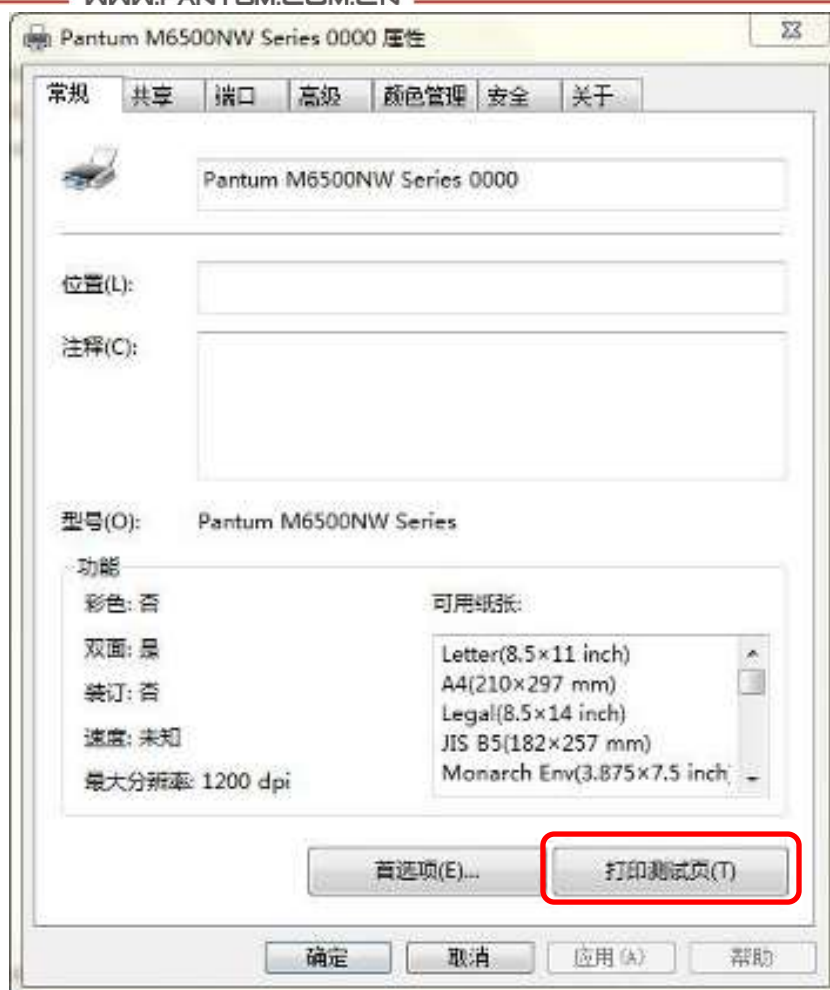 WWW.PANTUM.COM.CN
Pantum M6500NW Series 0000 属性
常规 共享 端口 高级 颜色管理 安全 关于
Pantum M6500NW Series 0000
位置(L):
注释(C):
型号(O): Pantum M6500NW Series
功能
彩色: 否 可用纸张:
双面: 是 Letter(8.5×11 inch)
装订: 否 A4(210×297 mm)
Legal(8.5×14 inch)
速度: 未知 JIS B5(182×257 mm)
最大分辨率: 1200 dpi Monarch Env(3.875×7.5 inch
首选项(E)... 打印测试页(T)
确定 取消 应用(A) 帮助